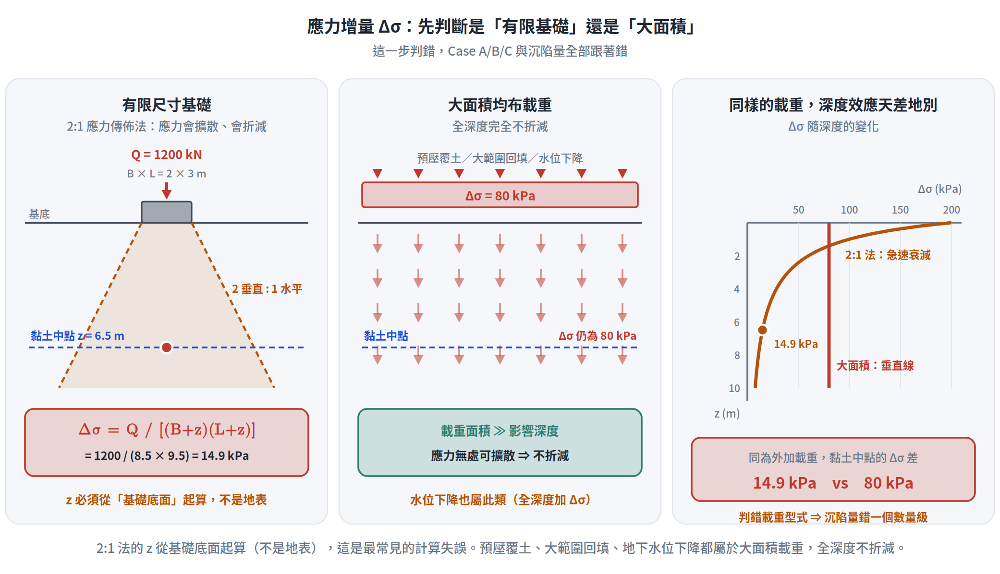 應力增量 Δσ：先判斷是「有限基礎」還是「大面積」
這一步判錯，Case A/B/C 與沉陷量全部跟著錯
有限尺寸基礎
2:1 應力傳佈法：應力會擴散、會折減
Q = 1200 kN
B × L = 2 × 3 m
基底
2 垂直 : 1 水平
黏土中點 z = 6.5 m
Δσ = Q / [(B+z)(L+z)]
= 1200 / (8.5 × 9.5) = 14.9 kPa
z 必須從「基礎底面」起算，不是地表
大面積均布載重
全深度完全不折減
預壓覆土／大範圍回填／水位下降
Δσ = 80 kPa
黏土中點
Δσ 仍為 80 kPa
載重面積 ≫ 影響深度
應力無處可擴散 ⇒ 不折減
水位下降也屬此類（全深度加 Δσ）
同樣的載重，深度效應天差地別
Δσ 隨深度的變化
Δσ (kPa)
50 100 150 200
2
2:1 法：急速衰減
4
6
14.9 kPa
8
大面積：垂直線
10
z (m)
同為外加載重，黏土中點的 Δσ 差
14.9 kPa vs 80 kPa
判錯載重型式 ⇒ 沉陷量錯一個數量級
2:1 法的 z 從基礎底面起算（不是地表），這是最常見的計算失誤。預壓覆土、大範圍回填、地下水位下降都屬於大面積載重，全深度不折減。